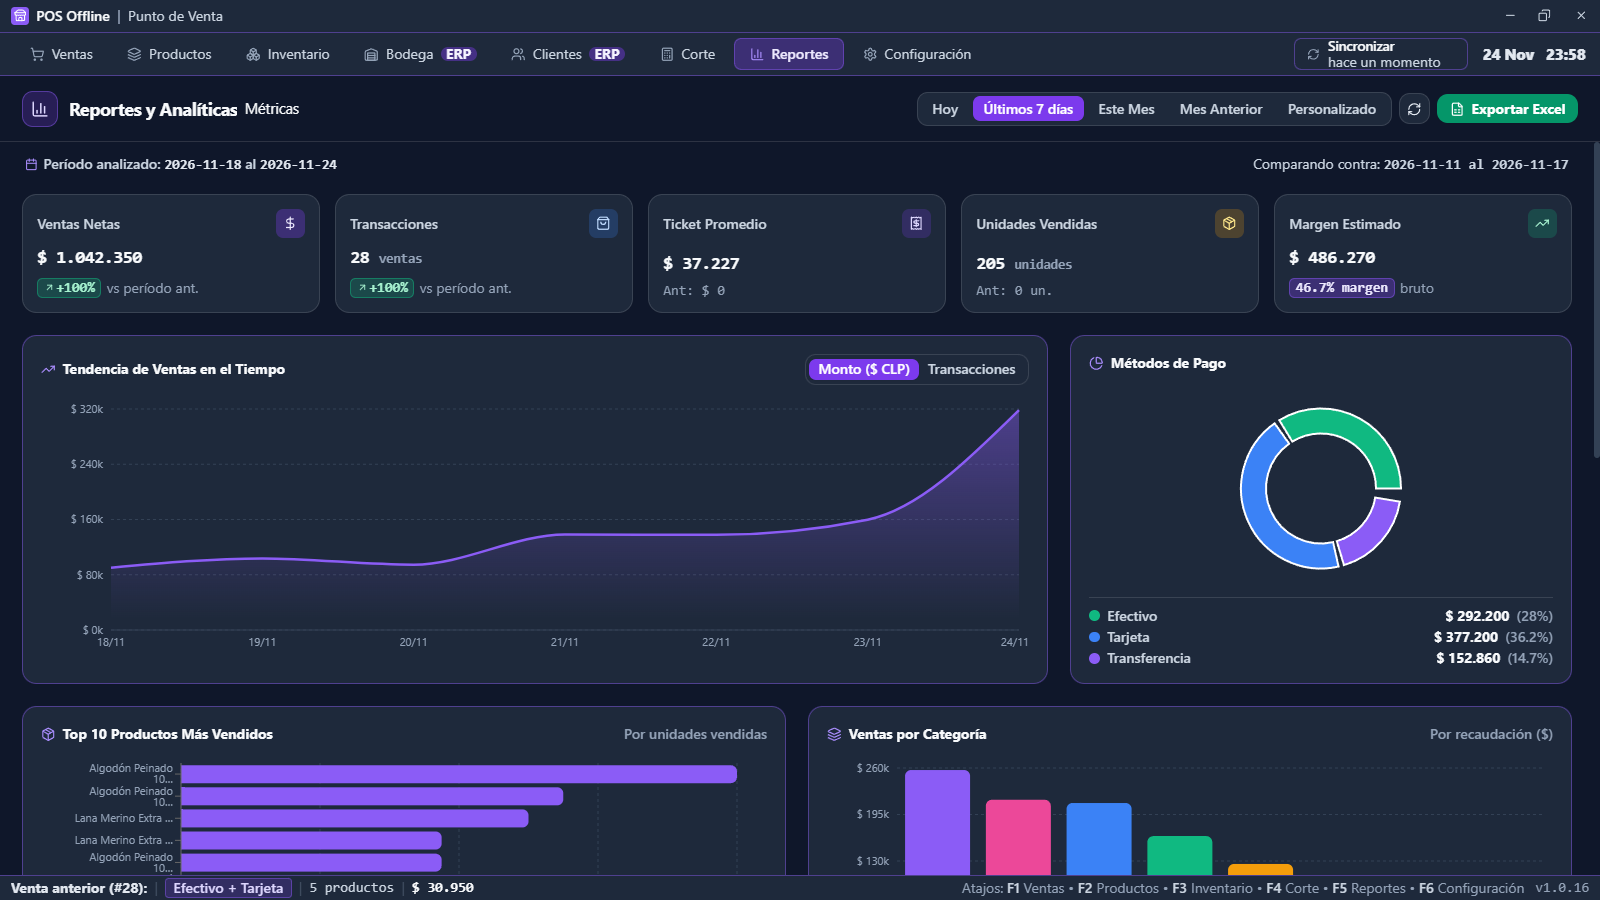 POS Offline | Punto de Venta
Ventas
Productos
Inventario
Bodega ERP
Clientes ERP
Corte
Reportes
Configuración
Sincronizar
hace un momento
24 Nov 23:58
Reportes y Analíticas Métricas
Hoy
Últimos 7 días
Este Mes
Mes Anterior
Personalizado
Exportar Excel
Período analizado: 2026-11-18 al 2026-11-24
Comparando contra: 2026-11-11 al 2026-11-17
Ventas Netas
$ 1.042.350
+100% vs período ant.
Transacciones
28 ventas
+100% vs período ant.
Ticket Promedio
$ 37.227
Ant: $ 0
Unidades Vendidas
205 unidades
Ant: 0 un.
Margen Estimado
$ 486.270
46.7% margen bruto
Tendencia de Ventas en el Tiempo
Monto ($ CLP)
Transacciones
$ 320k
$ 240k
$ 160k
$ 80k
$ 0k
18/11
19/11
20/11
21/11
22/11
23/11
24/11
Métodos de Pago
Efectivo $ 292.200 (28%)
Tarjeta $ 377.200 (36.2%)
Transferencia $ 152.860 (14.7%)
Top 10 Productos Más Vendidos
Por unidades vendidas
Algodón Peinado
10...
Algodón Peinado
10...
Lana Merino Extra ...
Lana Merino Extra ...
Algodón Peinado
10...
Ventas por Categoría
Por recaudación ($)
$ 260k
$ 195k
$ 130k
Venta anterior (#28): | Efectivo + Tarjeta | 5 productos | $ 30.950
Atajos: F1 Ventas • F2 Productos • F3 Inventario • F4 Corte • F5 Reportes • F6 Configuración v1.0.16